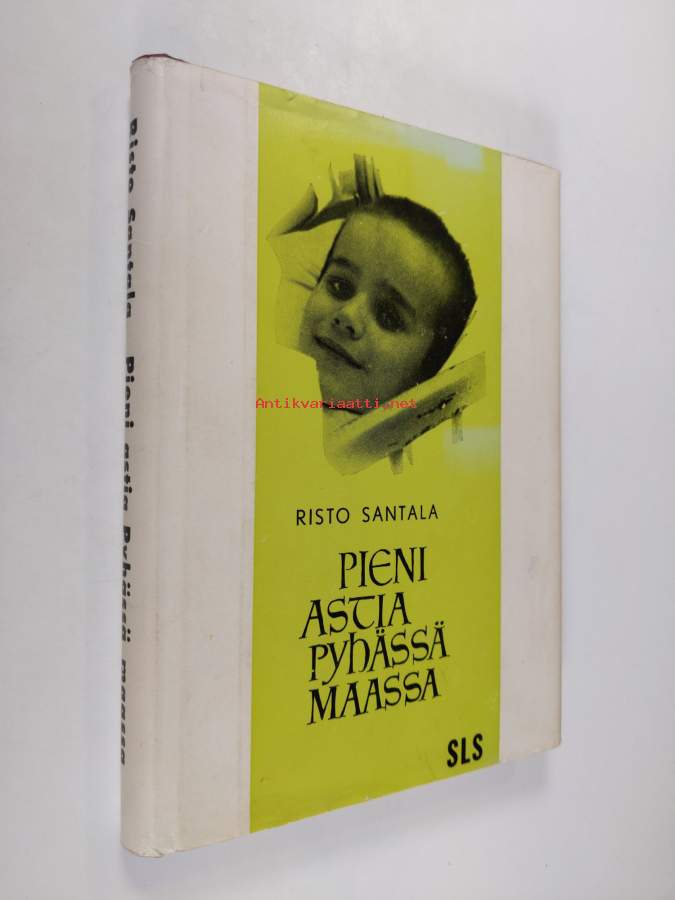 Risto Santala Pieni astia Pyhässä maassa
Antikvariaatti.net
RISTO SANTALA
PIENI
ASTIA
PYHÄSSÄ
MAASSA
SLS